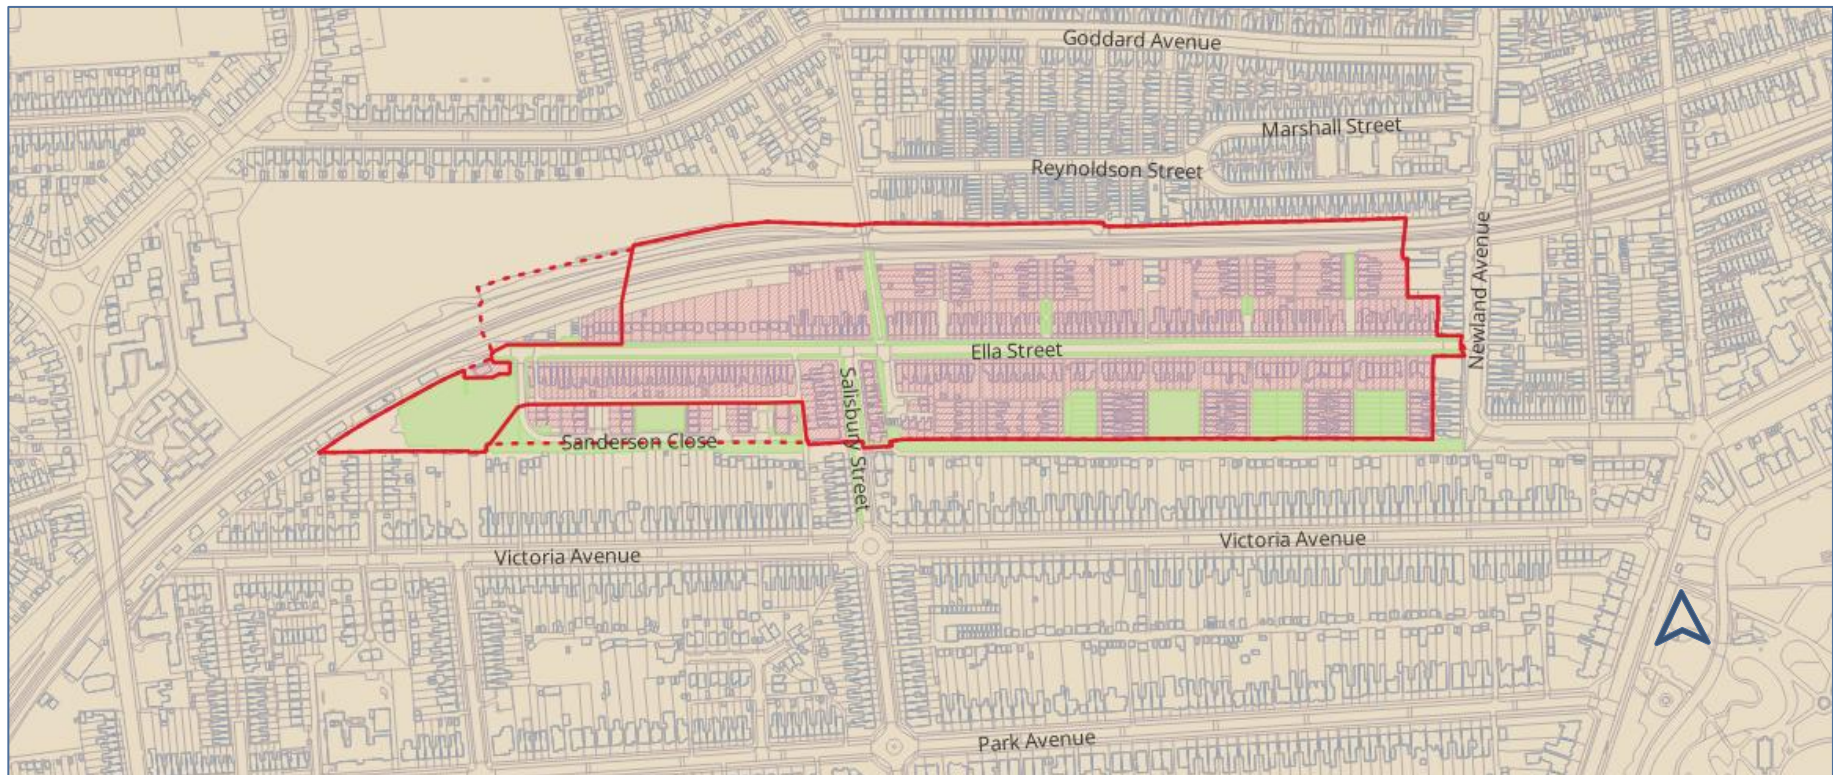 Goddard Avenue
Marshall Street
Reynoldson Street
Newland Avenue
Ella Street
Salisbury Street
Sanderson Close
Victoria Avenue
Victoria Avenue
Park Avenue